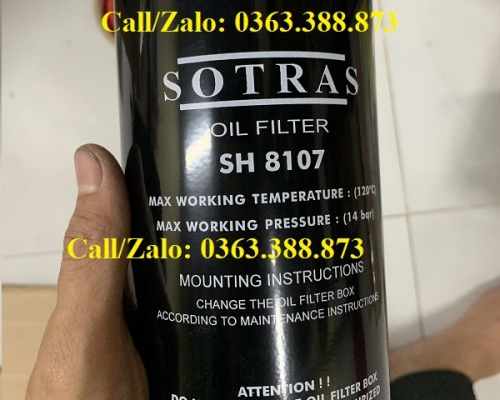 Call/Zalo: 0363.388.873
SOTRAS
OIL FILTER
SH 8107
MAX WORKING TEMPERATURE : (120°C)
MAX WORKING PRESSURE : (14 bar)
Call/Zalo: 0363.388.873
MOUNTING INSTRUCTIONS
CHANGE THE OIL FILTER BOX
ACCORDING TO MAINTENANCE INSTRUCTIONS
ATTENTION ! !
OIL FILTER BOX